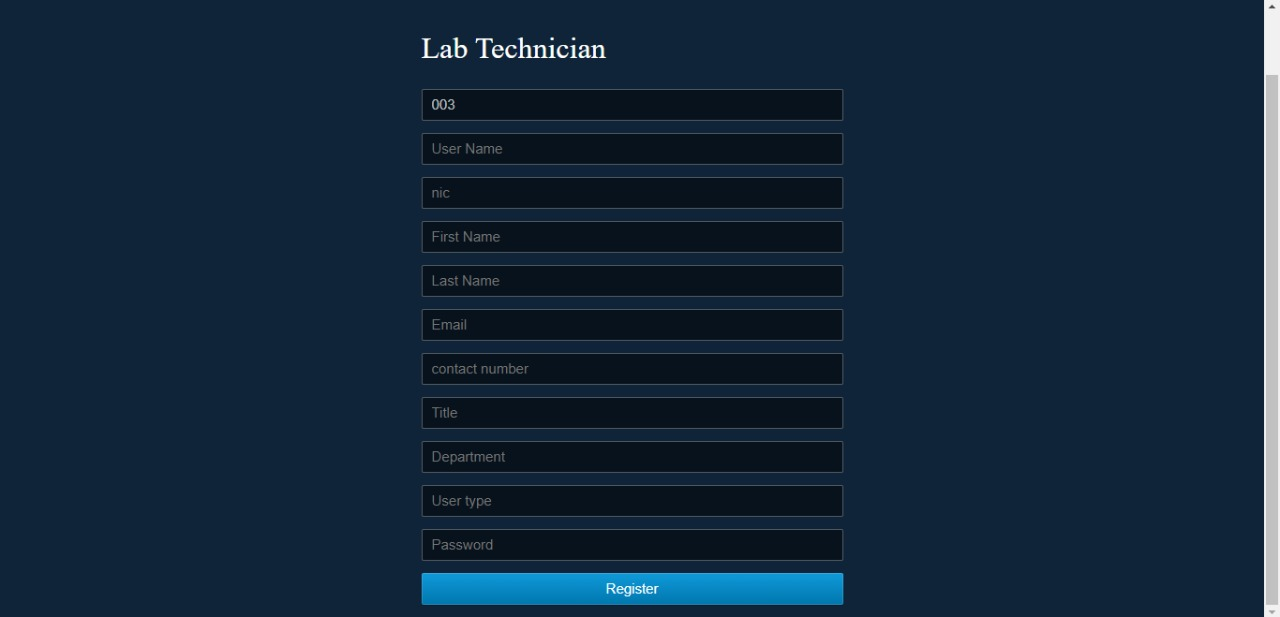 Lab Technician
003
User Name
nic
First Name
Last Name
Email
contact number
Title
Department
User type
Password
Register